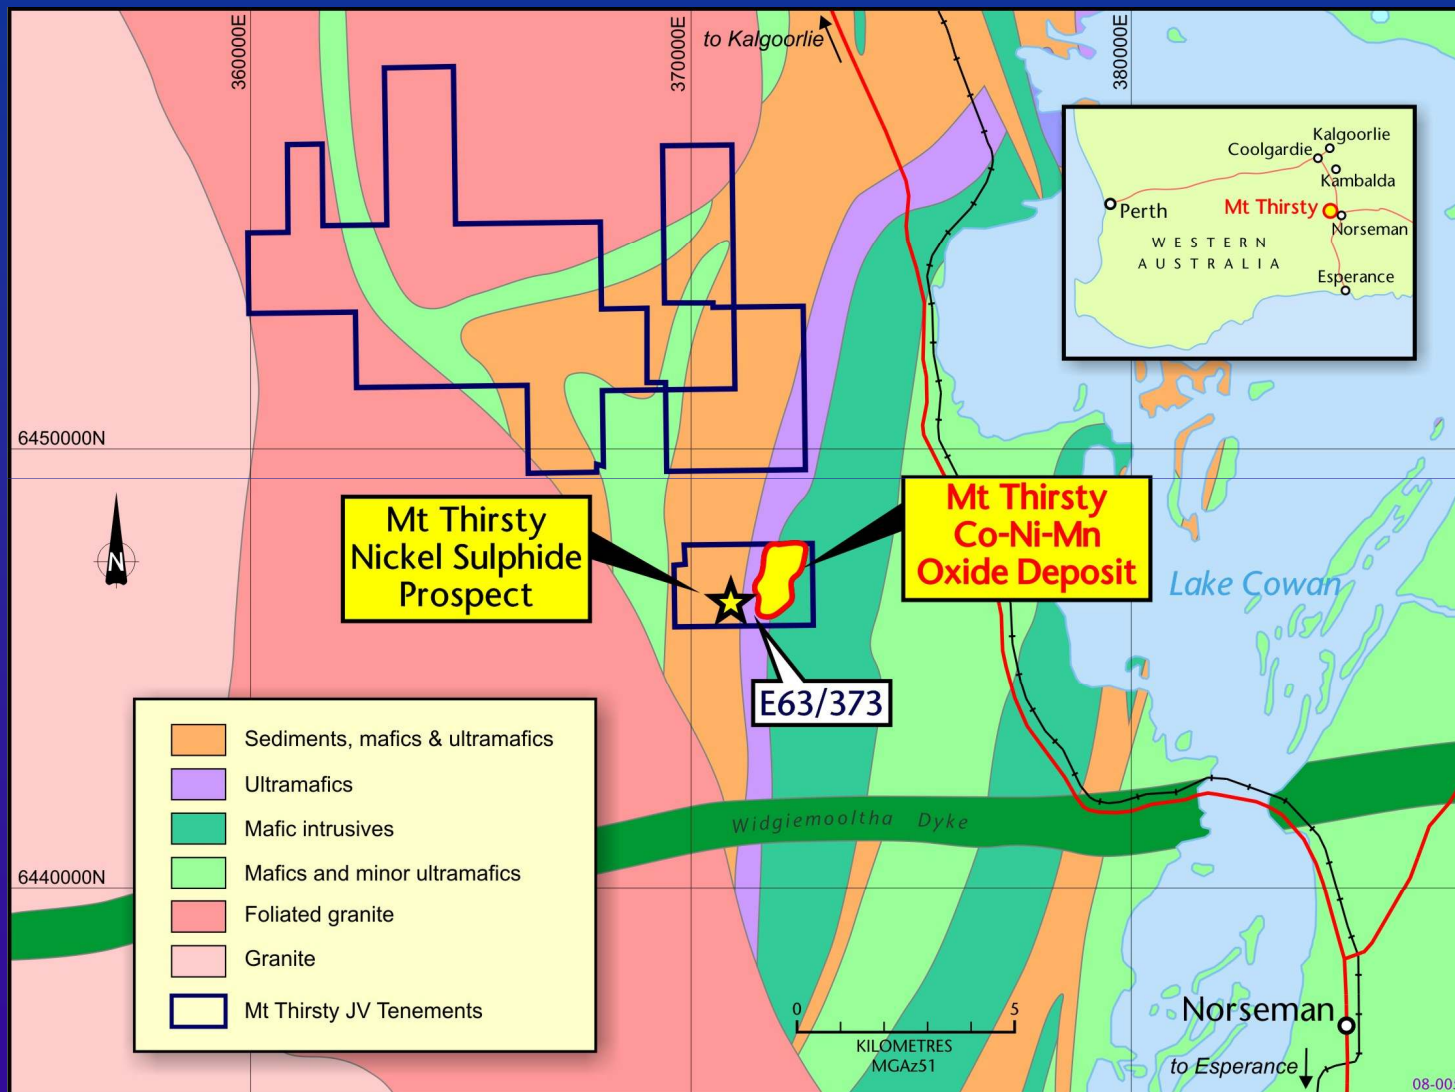 360000E
370000E
380000E
to Kalgoorlie
Kalgoorlie
Coolgardie
Kambalda
Perth
Mt Thirsty
Norseman
WESTERN
AUSTRALIA
Esperance
6450000N
Mt Thirsty
Nickel Sulphide
Prospect
Mt Thirsty
Co-Ni-Mn
Oxide Deposit
N
Lake Cowan
E63/373
Sediments, mafics & ultramafics
Ultramafics
Mafic intrusives
Mafics and minor ultramafics
Foliated granite
Granite
Mt Thirsty JV Tenements
Widgiemooltha Dyke
6440000N
0 5
KILOMETRES
MGAz51
Norseman
to Esperance